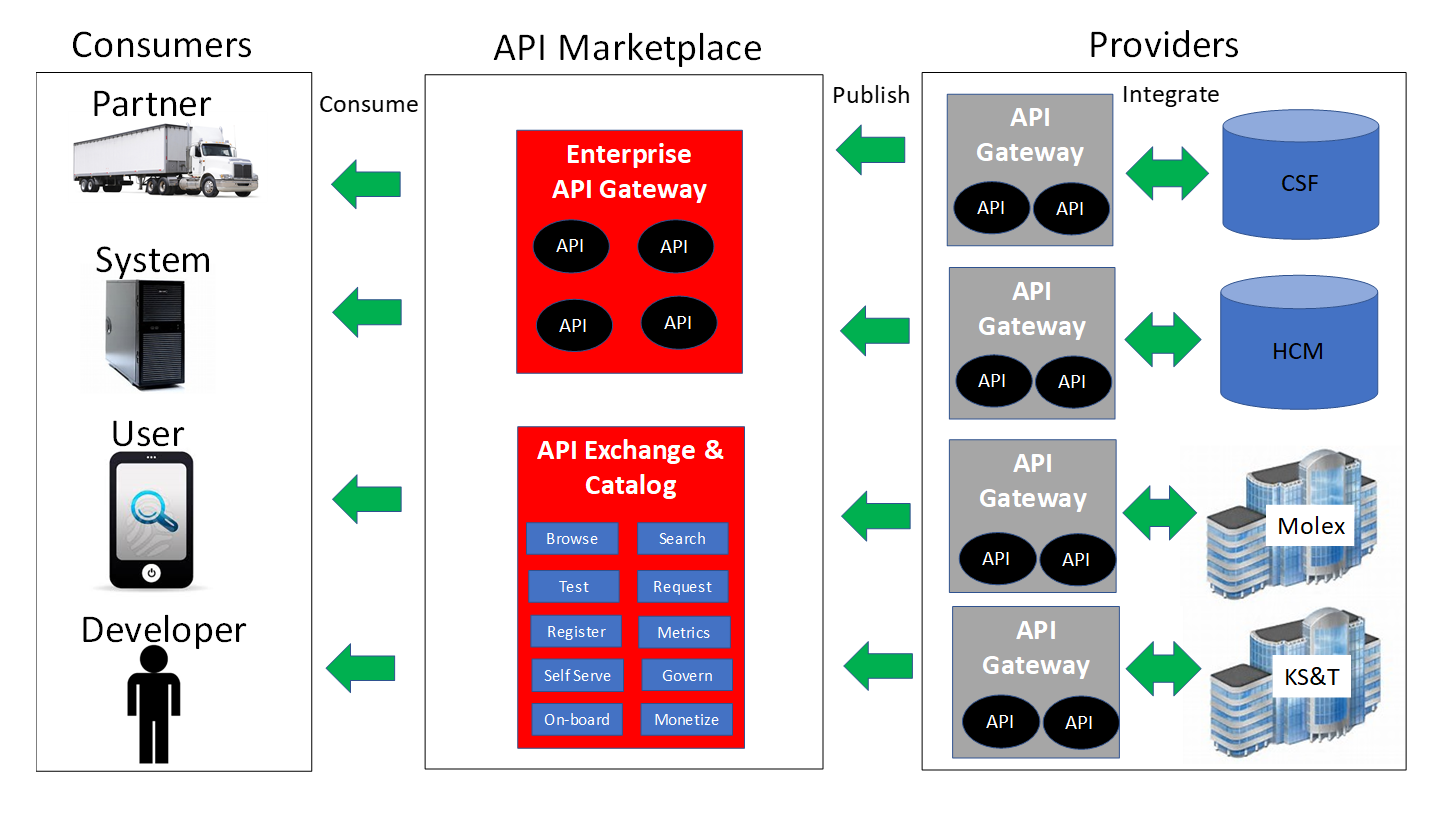 Consumers
API Marketplace
Providers
Partner
Consume
System
User
Developer
Enterprise
API Gateway
API
API
API
API
API Exchange &
Catalog
Browse
Search
Test
Request
Register
Metrics
Self Serve
Govern
On-board
Monetize
Publish
API
Gateway
API
API
Integrate
CSF
API
Gateway
API
API
HCM
API
Gateway
API
API
Molex
API
Gateway
API
API
KS&T